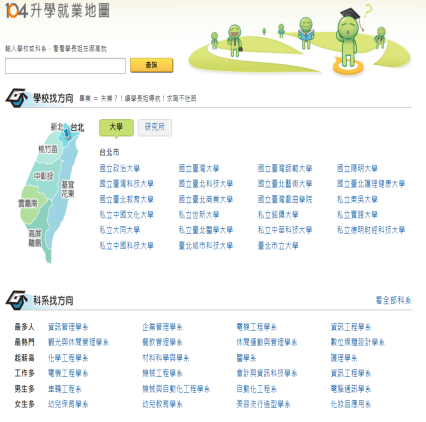 104升學就業地圖
輸入學校或科系，看看學長姐在哪高就
查詢
學校找方向 畢業 = 失業？！讓學長姐導航！求職不迷路
新北 台北
桃竹苗
中彰投
宜
花東
雲嘉南
高屏
離島
大學 研究所
台北市
國立政治大學 國立臺灣大學 國立臺灣師範大學 國立陽明大學
國立臺灣科技大學 國立臺北科技大學 國立臺北藝術大學 國立臺北護理健康大學
國立臺北教育大學 國立臺北商業大學 國立臺灣戲曲學院 私立東吳大學
私立中國文化大學 私立世新大學 私立銘傳大學 私立實踐大學
私立大同大學 私立臺北醫學大學 私立中華科技大學 私立德明財經科技大學
私立中國科技大學 臺北城市科技大學 臺北市立大學
科系找方向 看全部科系
最多人 資訊管理學系 企業管理學系 電機工程學系 資訊工程學系
最熱門 觀光與休閒管理學系 餐飲管理學系 休閒運動與管理學系 數位媒體設計學系
起薪高 化學工程學系 材料科學與學系 醫學系 護理學系
工作多 電機工程學系 機械工程學系 會計與資訊科技學系 資訊工程學系
男生多 車輛工程系 機械與自動化工程學系 自動化工程系 電腦通訊學系
女生多 幼兒保育學系 幼兒教育學系 美容流行造型學系 化妝品應用系